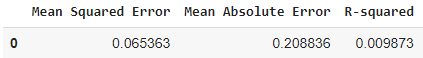 Mean Squared Error Mean Absolute Error R-squared
0 0.065363 0.208836 0.009873